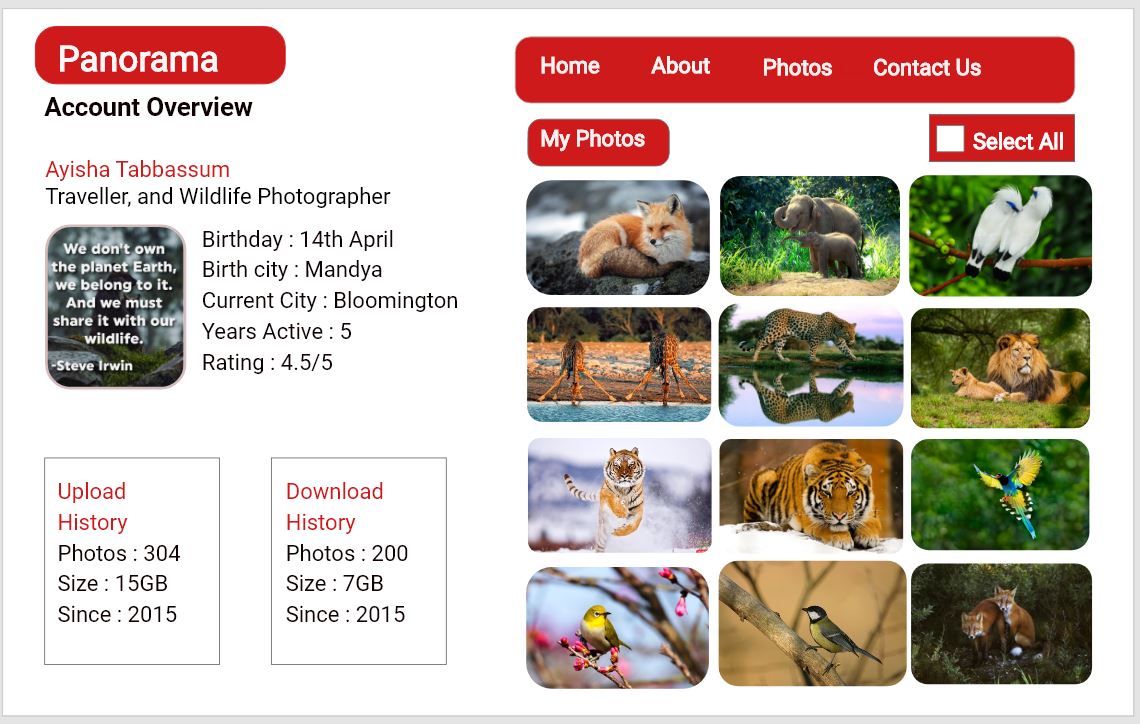 Panorama
Account Overview
Ayisha Tabbassum
Traveller, and Wildlife Photographer
We don't own
the planet Earth,
we belong to it.
And we must
share it with our
wildlife.
-Steve Irwin
Birthday : 14th April
Birth city : Mandya
Current City : Bloomington
Years Active : 5
Rating : 4.5/5
Upload
History
Photos : 304
Size : 15GB
Since : 2015
Download
History
Photos : 200
Size : 7GB
Since : 2015
Home About Photos Contact Us
My Photos
Select All